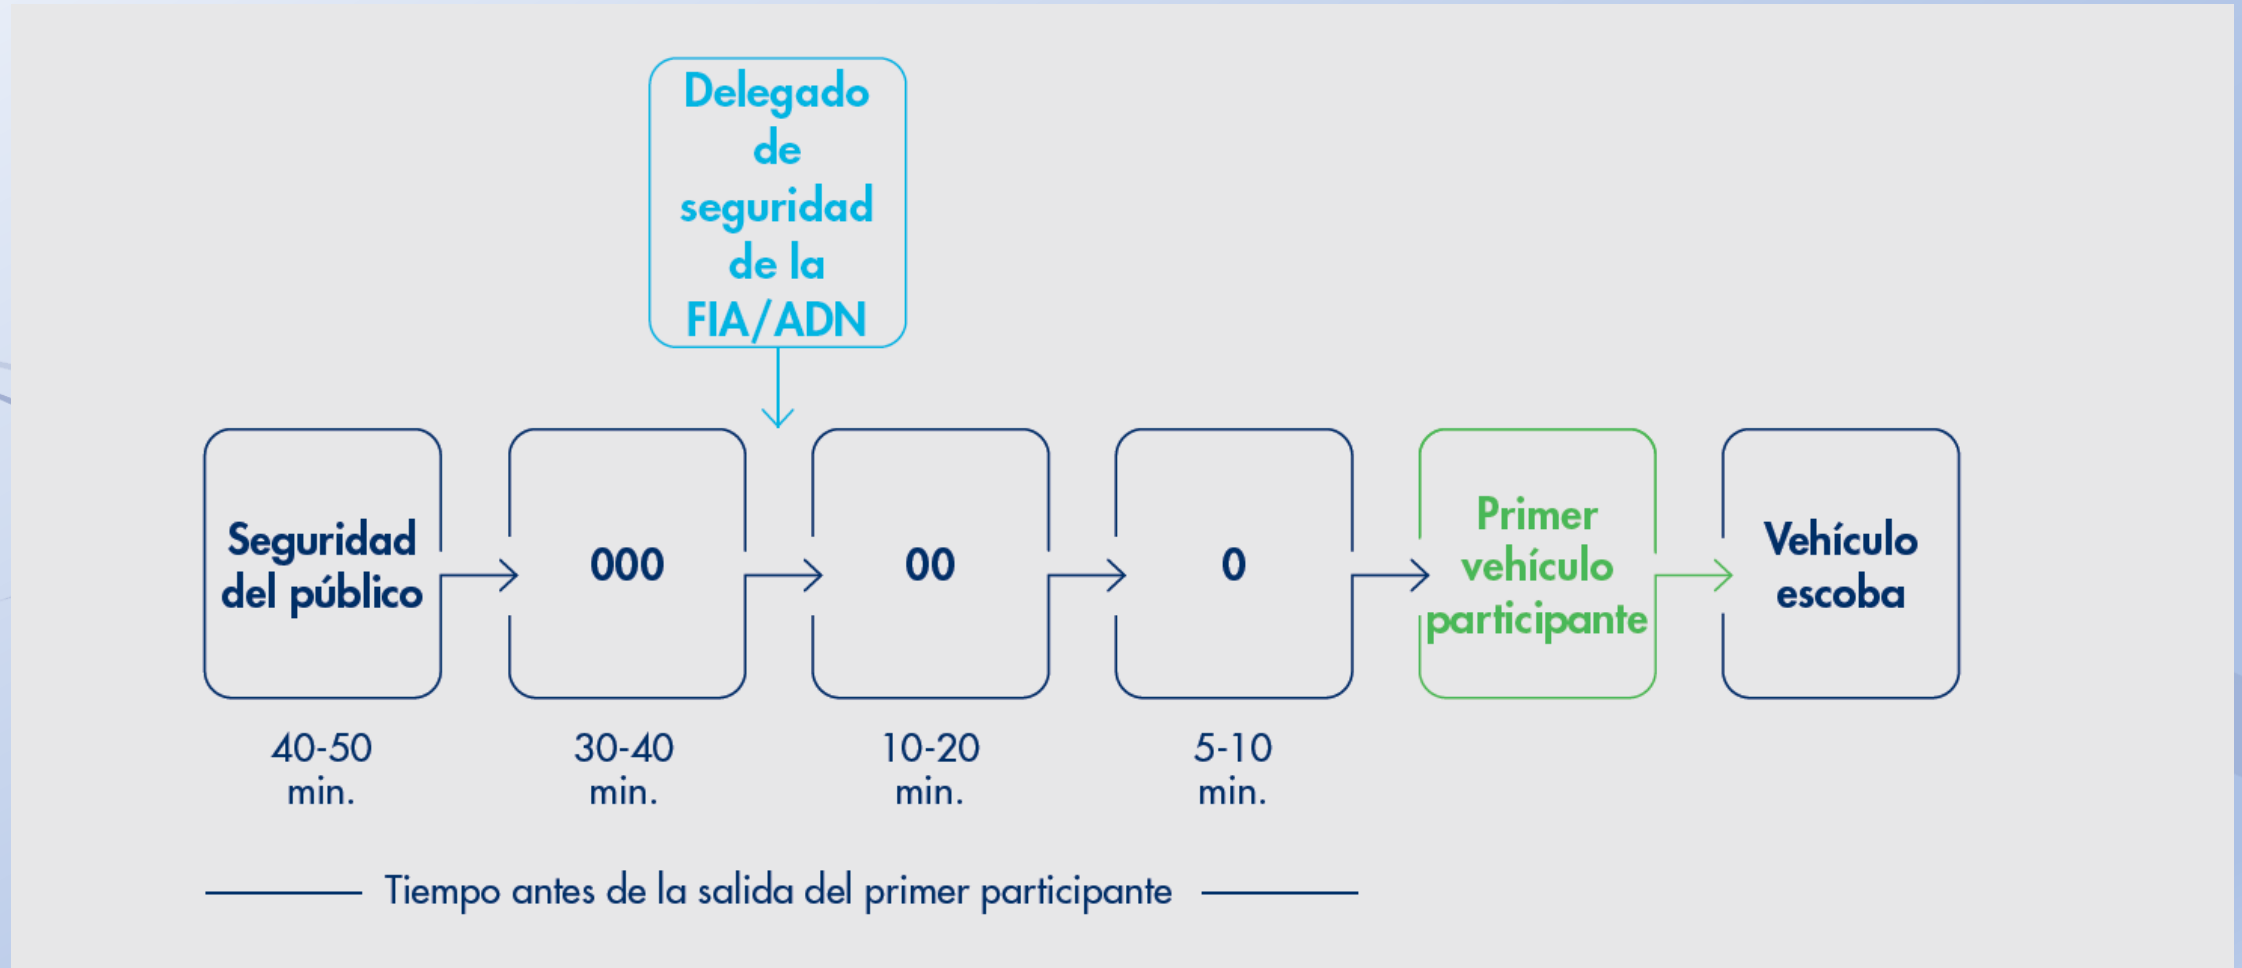 Delegado
de
seguridad
de la
FIA/ADN
Seguridad
del público
000
00
0
Primer
vehículo
participante
Vehículo
escoba
40-50
min.
30-40
min.
10-20
min.
5-10
min.
Tiempo antes de la salida del primer participante